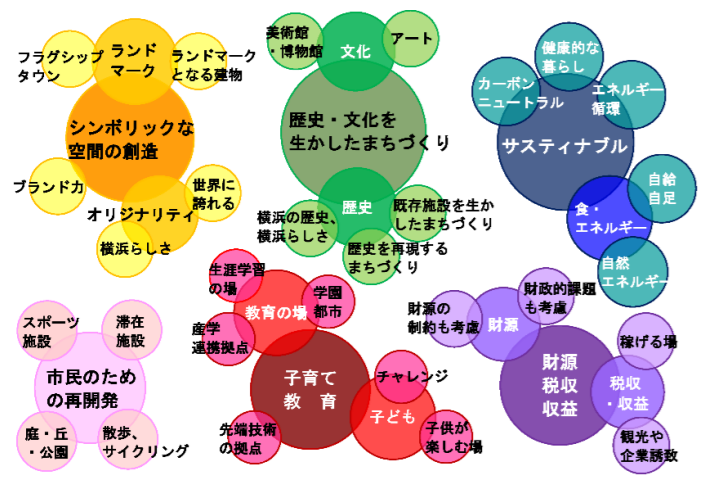 フラグシップ
タウン
ランド
マーク
ランドマーク
となる建物
シンボリックな
空間の創造
ブランド力
オリジナリティ
世界に
誇れる
横浜らしさ
美術館
・博物館
文化
アート
歴史・文化を
生かしたまちづくり
横浜の歴史、
横浜らしさ
歴史
既存施設を生か
したまちづくり
歴史を再現する
まちづくり
健康的な
暮らし
カーボン
ニュートラル
エネルギー
循環
サスティナブル
食・
エネルギー
自給
自足
自然
エネルギー
スポーツ
施設
滞在
施設
市民のため
の再開発
庭・丘
・公園
散歩、
サイクリング
生涯学習
の場
教育の場
学園
都市
産学
連携拠点
子育て
教　育
チャレンジ
子ども
先端技術
の拠点
子供が
楽しむ場
財源の
制約も考慮
財源
財政的課題
も考慮
財源
税収
収益
稼げる場
税収
・収益
観光や
企業誘致